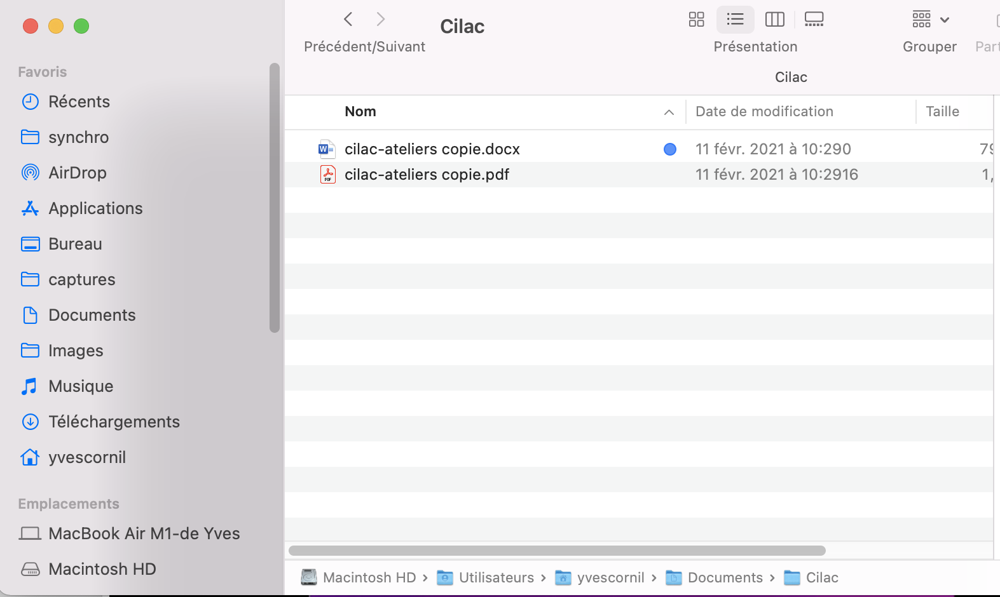 Cilac
Précédent/Suivant
Présentation
Grouper
Part
Cilac
Favoris
Récents
synchro
AirDrop
Applications
Bureau
captures
Documents
Images
Musique
Téléchargements
yvescornil
Emplacements
MacBook Air M1-de Yves
Macintosh HD
Nom Date de modification Taille
W cilac-ateliers copie.docx 11 févr. 2021 à 10:290 79
PDF cilac-ateliers copie.pdf 11 févr. 2021 à 10:2916 1,
Macintosh HD › Utilisateurs › yvescornil › Documents › Cilac